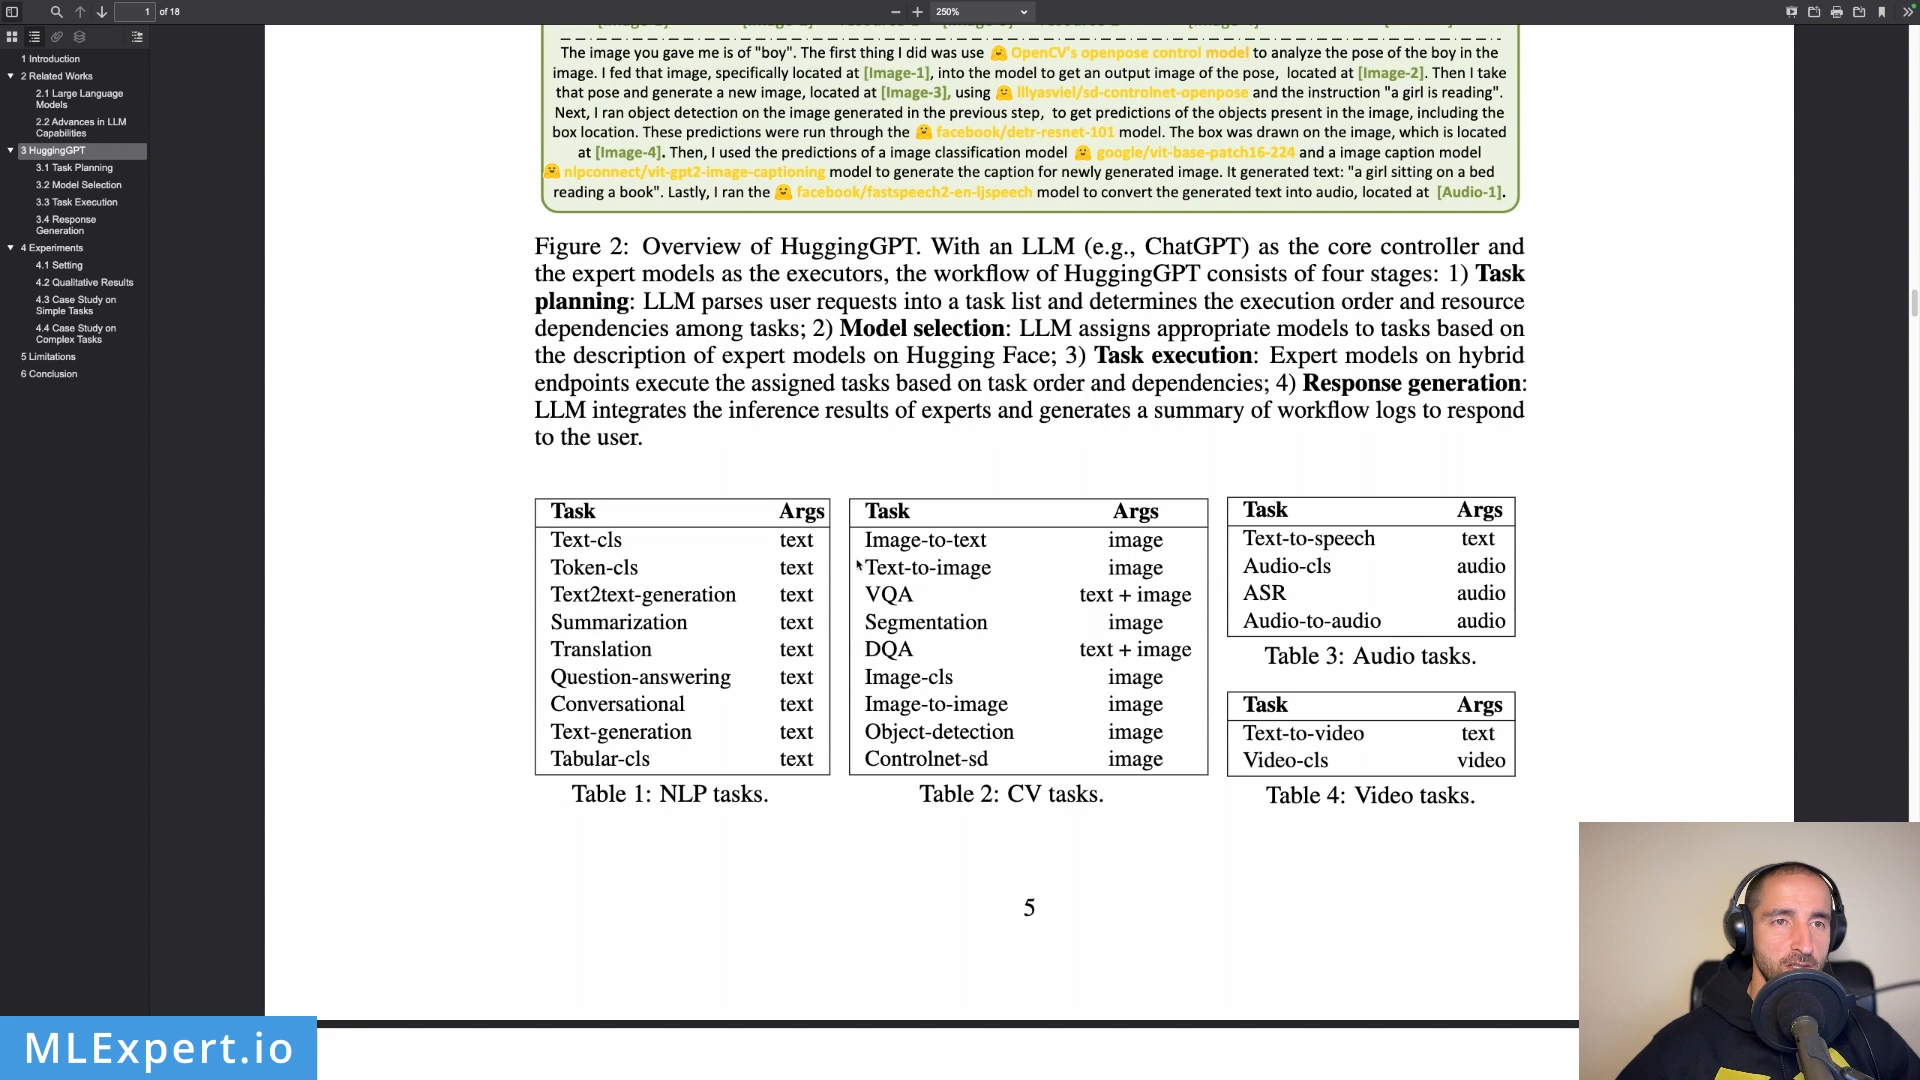 1 of 18
250%
1 Introduction
2 Related Works
2.1 Large Language
Models
2.2 Advances in LLM
Capabilities
3 HuggingGPT
3.1 Task Planning
3.2 Model Selection
3.3 Task Execution
3.4 Response
Generation
4 Experiments
4.1 Setting
4.2 Qualitative Results
4.3 Case Study on
Simple Tasks
4.4 Case Study on
Complex Tasks
5 Limitations
6 Conclusion
The image you gave me is of "boy". The first thing I did was use 🤗 OpenCV's openpose control model to analyze the pose of the boy in the
image. I fed that image, specifically located at [Image-1], into the model to get an output image of the pose, located at [Image-2]. Then I take
that pose and generate a new image, located at [Image-3], using 🤗 lllyasviel/sd-controlnet-openpose and the instruction "a girl is reading".
Next, I ran object detection on the image generated in the previous step, to get predictions of the objects present in the image, including the
box location. These predictions were run through the 🤗 facebook/detr-resnet-101 model. The box was drawn on the image, which is located
at [Image-4]. Then, I used the predictions of a image classification model 🤗 google/vit-base-patch16-224 and a image caption model
🤗 nlpconnect/vit-gpt2-image-captioning model to generate the caption for newly generated image. It generated text: "a girl sitting on a bed
reading a book". Lastly, I ran the 🤗 facebook/fastspeech2-en-ljspeech model to convert the generated text into audio, located at [Audio-1].
Figure 2: Overview of HuggingGPT. With an LLM (e.g., ChatGPT) as the core controller and
the expert models as the executors, the workflow of HuggingGPT consists of four stages: 1) Task
planning: LLM parses user requests into a task list and determines the execution order and resource
dependencies among tasks; 2) Model selection: LLM assigns appropriate models to tasks based on
the description of expert models on Hugging Face; 3) Task execution: Expert models on hybrid
endpoints execute the assigned tasks based on task order and dependencies; 4) Response generation:
LLM integrates the inference results of experts and generates a summary of workflow logs to respond
to the user.
Task Args
Text-cls text
Token-cls text
Text2text-generation text
Summarization text
Translation text
Question-answering text
Conversational text
Text-generation text
Tabular-cls text
Table 1: NLP tasks.
Task Args
Image-to-text image
Text-to-image image
VQA text + image
Segmentation image
DQA text + image
Image-cls image
Image-to-image image
Object-detection image
Controlnet-sd image
Table 2: CV tasks.
Task Args
Text-to-speech text
Audio-cls audio
ASR audio
Audio-to-audio audio
Table 3: Audio tasks.
Task Args
Text-to-video text
Video-cls video
Table 4: Video tasks.
5
MLExpert.io